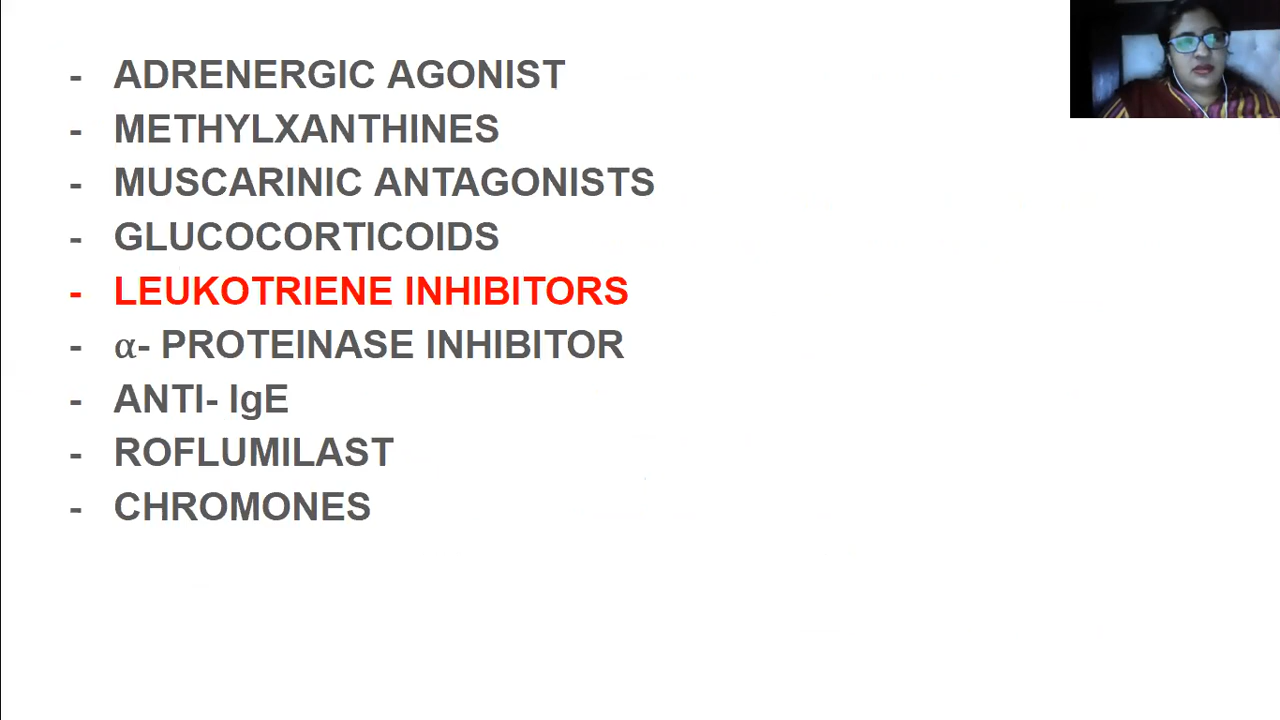 - ADRENERGIC AGONIST
- METHYLXANTHINES
- MUSCARINIC ANTAGONISTS
- GLUCOCORTICOIDS
- LEUKOTRIENE INHIBITORS
- α- PROTEINASE INHIBITOR
- ANTI- IgE
- ROFLUMILAST
- CHROMONES